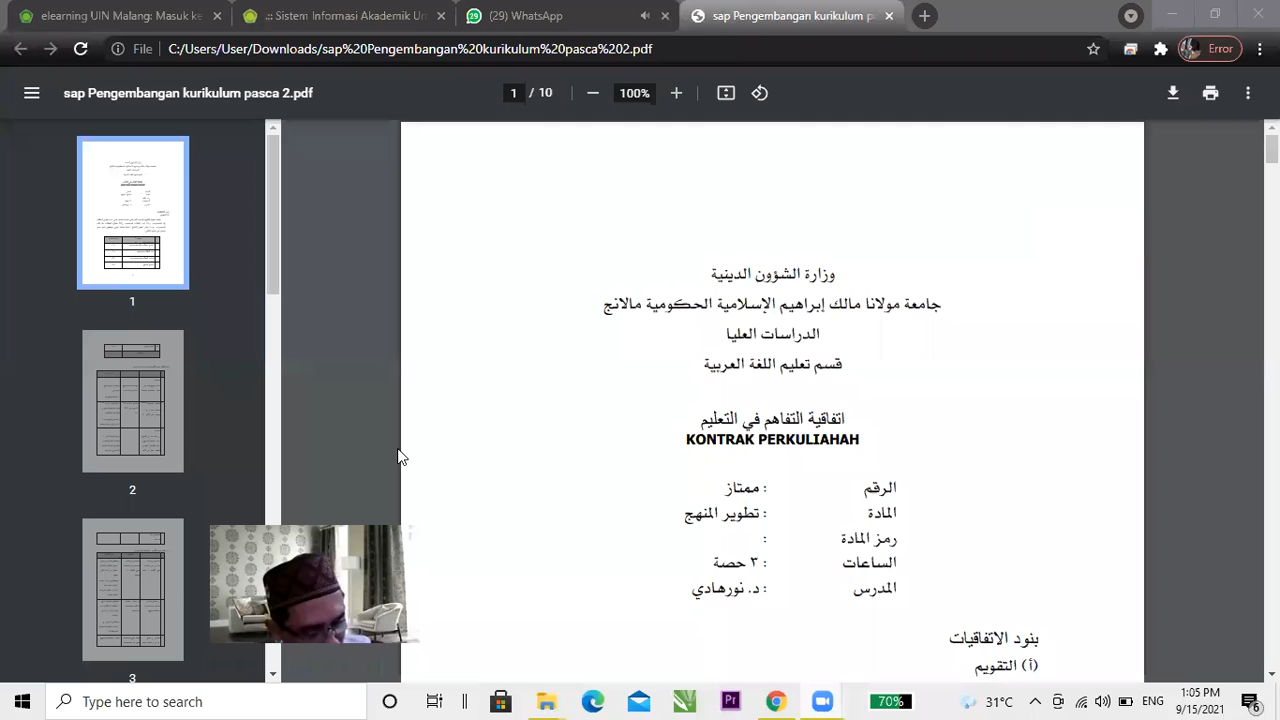 elearning UIN Malang: Masuk ke
:: Sistem Informasi Akademik Un
(29) WhatsApp
sap Pengembangan kurikulum p
File
C:/Users/User/Downloads/sap%20Pengembangan%20kurikulum%20pasca%202.pdf
Error
sap Pengembangan kurikulum pasca 2.pdf
1 / 10
100%
1
2
3
وزارة الشؤون الدينية
جامعة مولانا مالك إبراهيم الإسلامية الحكومية مالانج
الدراسات العليا
قسم تعليم اللغة العربية
اتفاقية التفاهم في التعليم
KONTRAK PERKULIAHAH
الرقم : ممتاز
المادة : تطوير المنهج
رمز المادة :
الساعات : ٣ حصة
المدرس : د. نورهادي
بنود الاتفاقيات
(أ) التقويم
Type here to search
Pr
70%
31°C
ENG
1:05 PM
9/15/2021
6